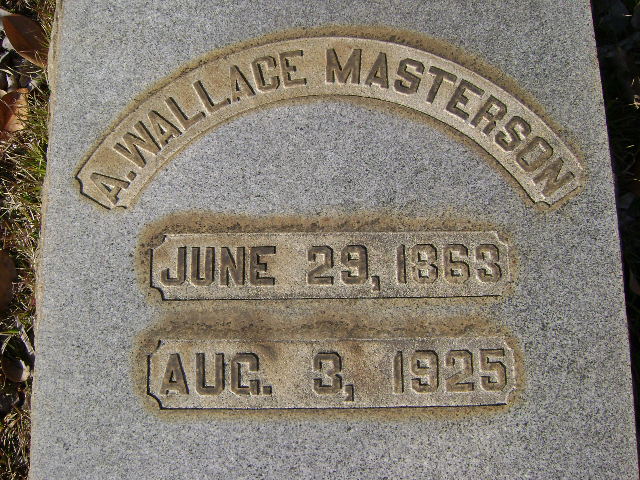 A. WALLACE MASTERSON
JUNE 29, 1863
AUG. 3, 1925